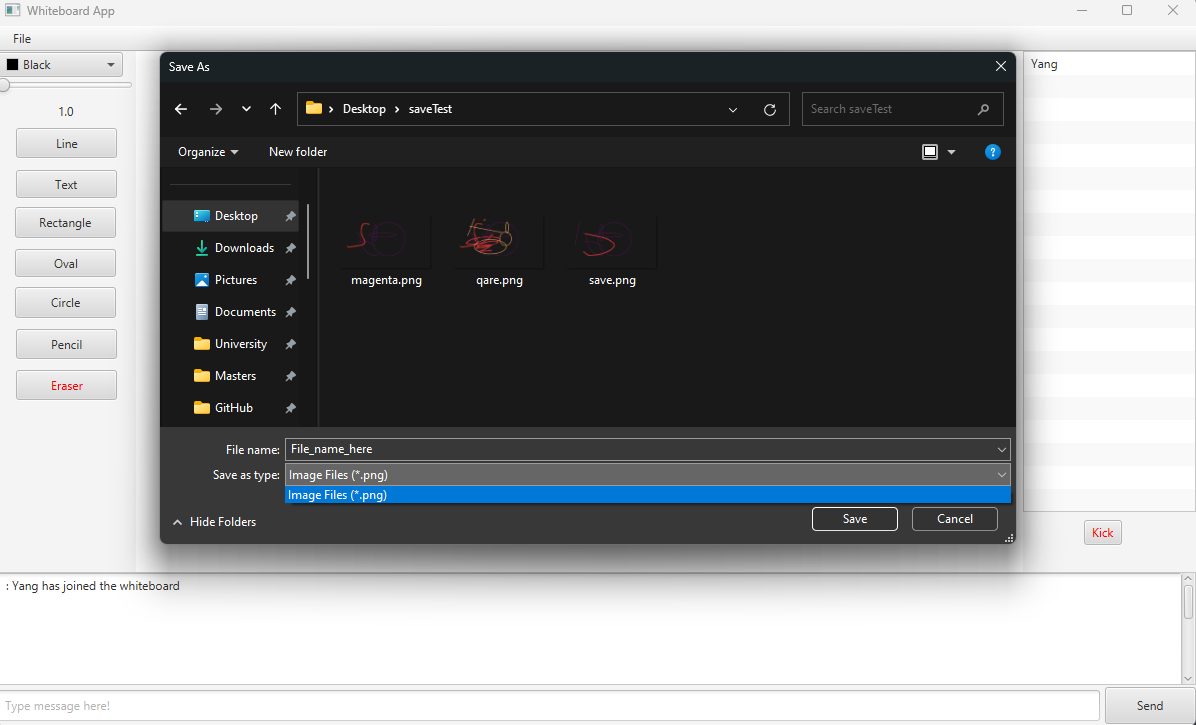 Whiteboard App
File
Black
1.0
Line
Text
Rectangle
Oval
Circle
Pencil
Eraser
Save As
Desktop
saveTest
Search saveTest
Organize
New folder
?
Desktop
Downloads
Pictures
Documents
University
Masters
GitHub
magenta.png
qare.png
save.png
File name: File_name_here
Save as type: Image Files (*.png)
Image Files (*.png)
Hide Folders
Save
Cancel
Yang
Kick
: Yang has joined the whiteboard
Type message here!
Send